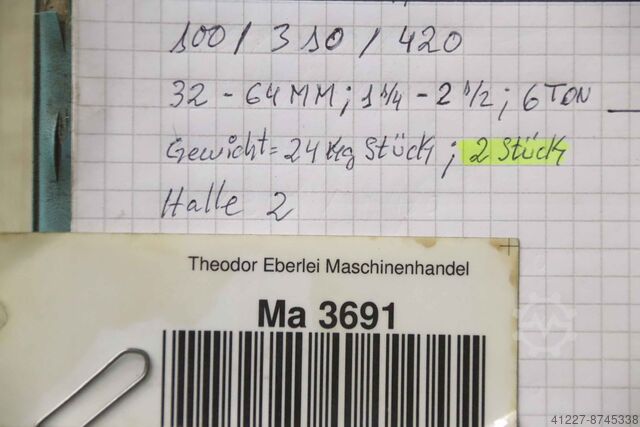 100 / 310 / 420
32 - 64 MM ; 1 1/4 - 2 1/2 ; 6 TON
Gewicht = 24 Kg Stück ; 2 Stück
Halle 2
Theodor Eberlei Maschinenhandel
Ma 3691
41227-8745338